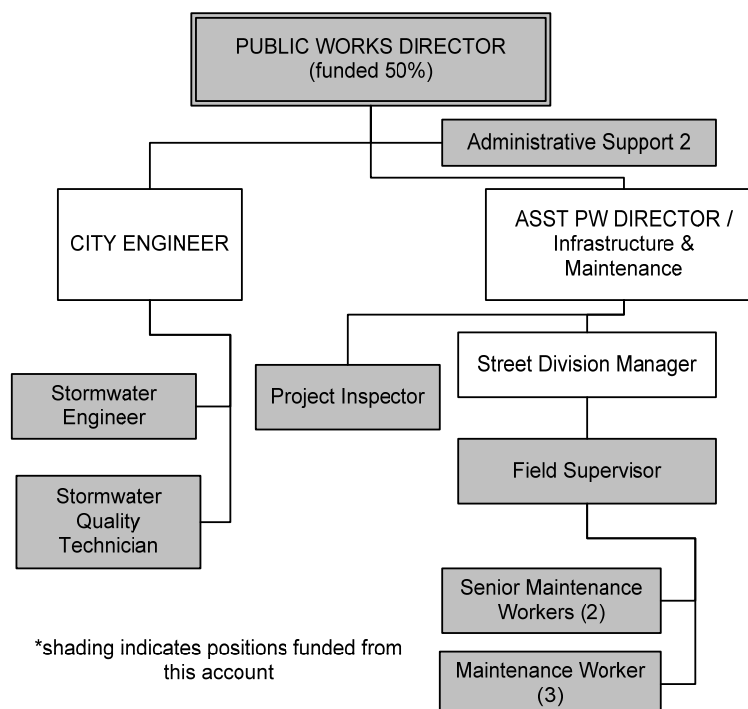 PUBLIC WORKS DIRECTOR
(funded 50%)
Administrative Support 2
CITY ENGINEER
ASST PW DIRECTOR /
Infrastructure &
Maintenance
Stormwater
Engineer
Project Inspector
Street Division Manager
Stormwater
Quality
Technician
Field Supervisor
Senior Maintenance
Workers (2)
Maintenance Worker
(3)
*shading indicates positions funded from
this account